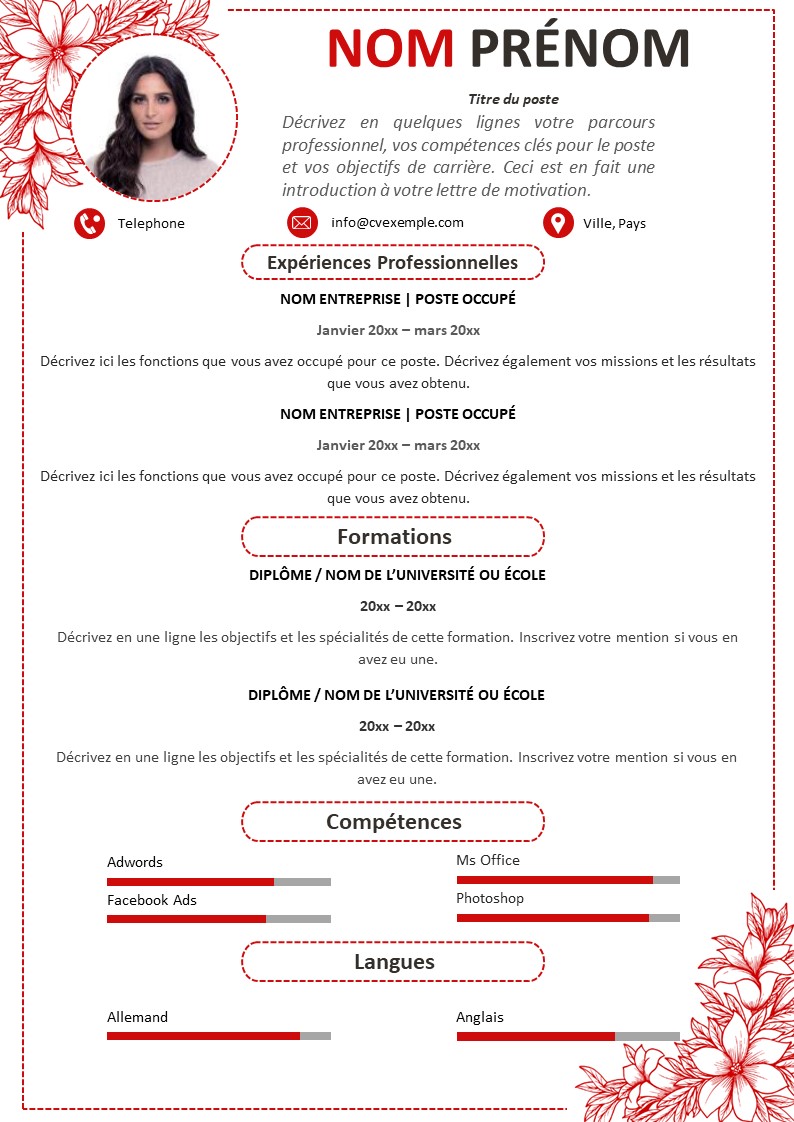 NOM PRÉNOM
Titre du poste
Décrivez en quelques lignes votre parcours
professionnel, vos compétences clés pour le poste
et vos objectifs de carrière. Ceci est en fait une
introduction à votre lettre de motivation.
Telephone info@cvexemple.com Ville, Pays
Expériences Professionnelles
NOM ENTREPRISE | POSTE OCCUPÉ
Janvier 20xx – mars 20xx
Décrivez ici les fonctions que vous avez occupé pour ce poste. Décrivez également vos missions et les résultats
que vous avez obtenu.
NOM ENTREPRISE | POSTE OCCUPÉ
Janvier 20xx – mars 20xx
Décrivez ici les fonctions que vous avez occupé pour ce poste. Décrivez également vos missions et les résultats
que vous avez obtenu.
Formations
DIPLÔME / NOM DE L’UNIVERSITÉ OU ÉCOLE
20xx – 20xx
Décrivez en une ligne les objectifs et les spécialités de cette formation. Inscrivez votre mention si vous en
avez eu une.
DIPLÔME / NOM DE L’UNIVERSITÉ OU ÉCOLE
20xx – 20xx
Décrivez en une ligne les objectifs et les spécialités de cette formation. Inscrivez votre mention si vous en
avez eu une.
Compétences
Adwords Ms Office
Facebook Ads Photoshop
Langues
Allemand Anglais